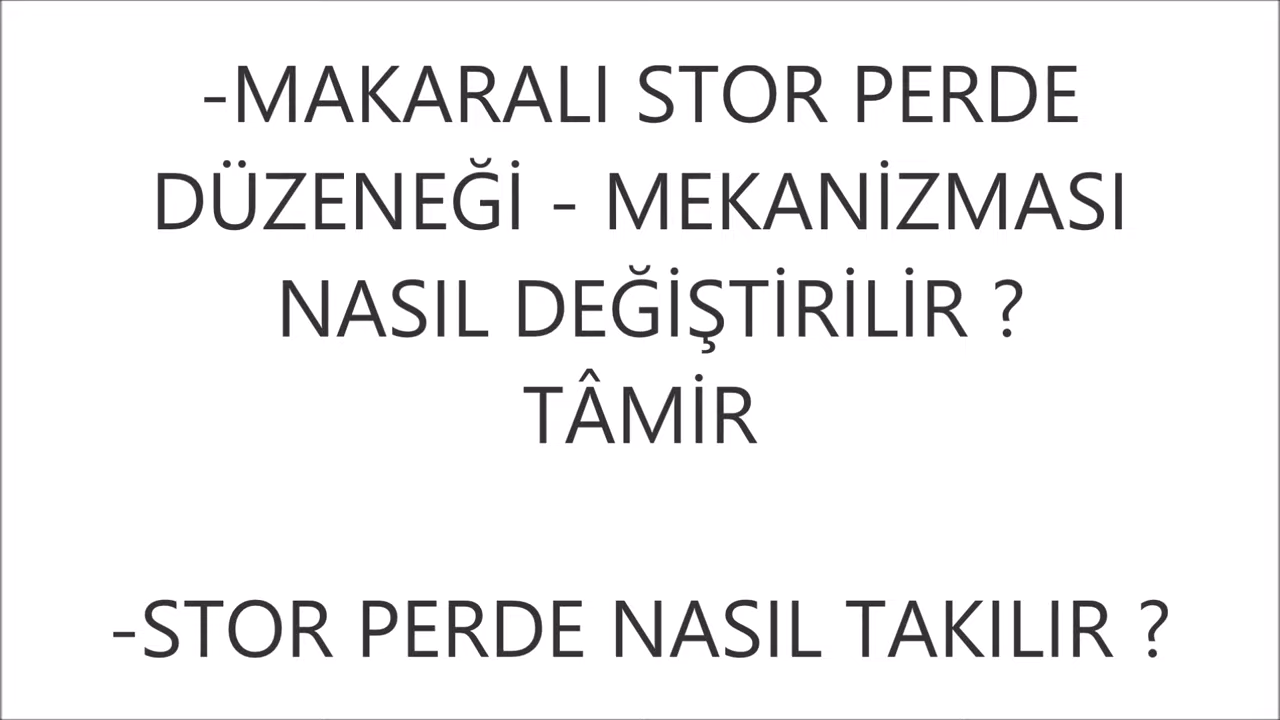 -MAKARALI STOR PERDE
DÜZENEĞİ - MEKANİZMASI
NASIL DEĞİŞTİRİLİR ?
TÂMİR
-STOR PERDE NASIL TAKILIR ?